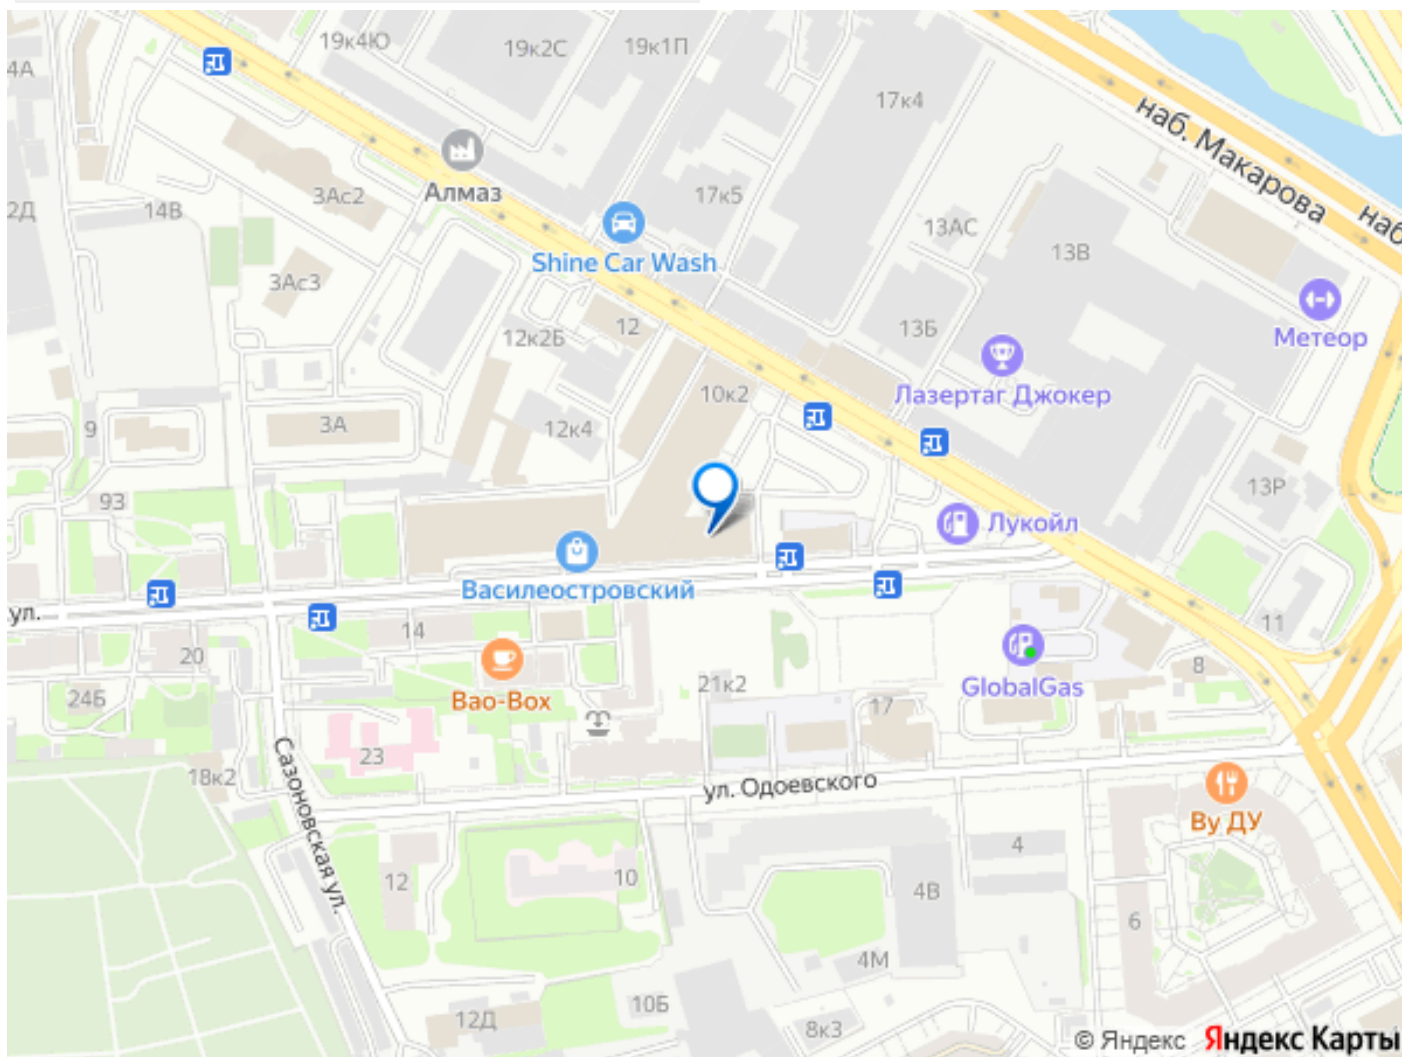 19к4Ю
19к2С
19к1П
4А
17к4
наб. Макарова
наб
Алмаз
3Ас2
17к5
2Д
14В
13АС
13В
Shine Car Wash
3Ас3
12
12к2Б
13Б
Метеор
Лазертаг Джокер
10к2
9
3А
12к4
13Р
93
Лукойл
Василеостровский
ул.
14
11
20
8
24Б
Bao-Box
21к2
GlobalGas
17
23
18к2
Сазоновская ул.
ул. Одоевского
Ву ДУ
4
12
10
4В
6
4М
10Б
12Д
8к3
© Яндекс Яндекс Карты